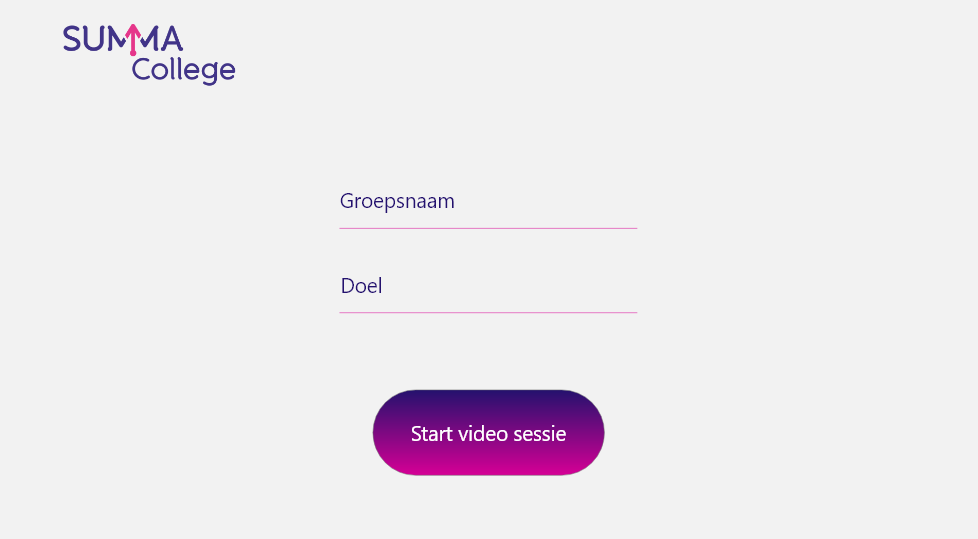 SUMMA
College
Groepsnaam
Doel
Start video sessie